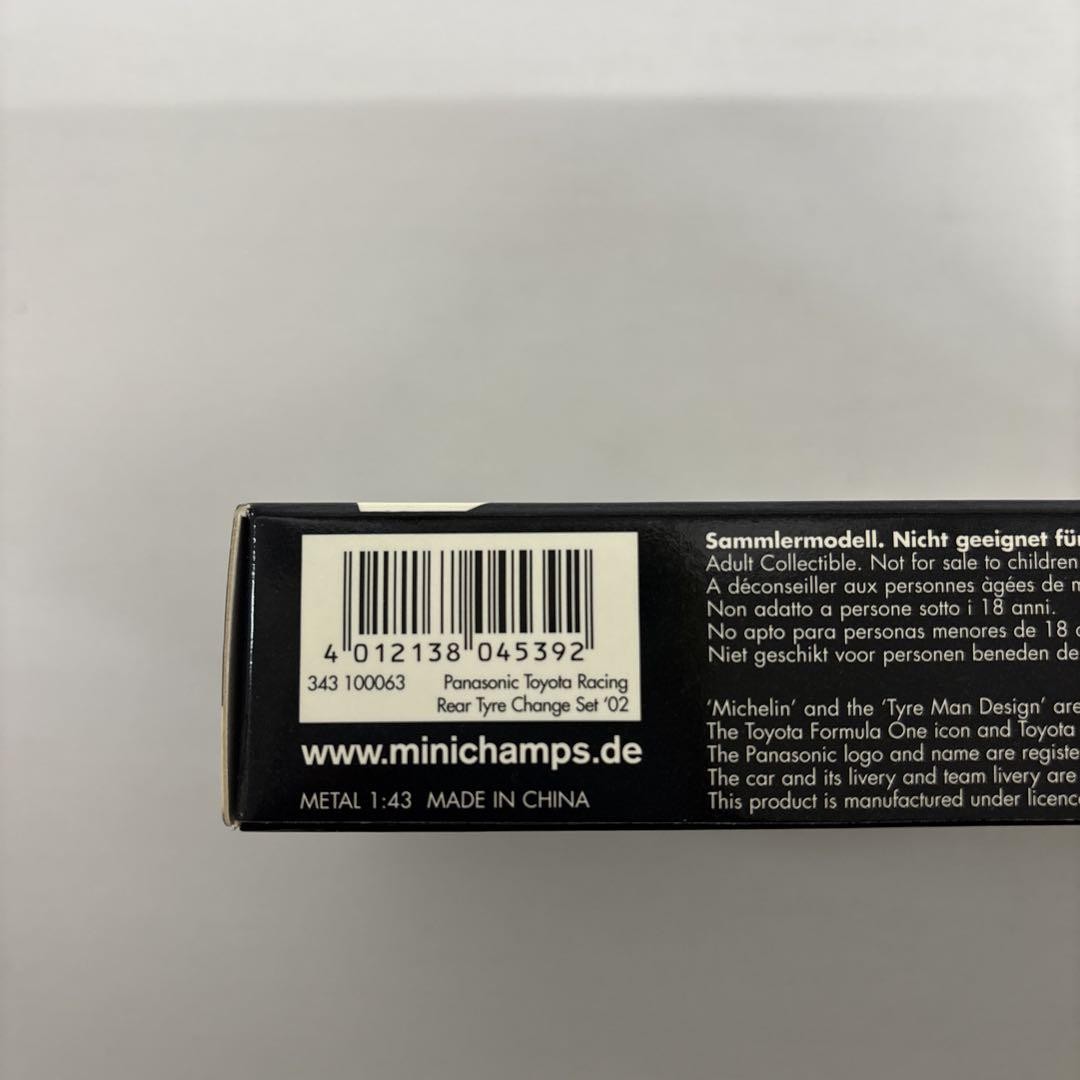 4 012138 045392
343 100063 Panasonic Toyota Racing
Rear Tyre Change Set '02
www.minichamps.de
METAL 1:43 MADE IN CHINA
Sammlermodell. Nicht geeignet für
Adult Collectible. Not for sale to children
A déconseiller aux personnes àgées de
Non adatto a persone sotto i 18 anni.
No apto para personas menores de 18
Niet geschikt voor personen beneden de
'Michelin' and the 'Tyre Man Design' are
The Toyota Formula One icon and Toyota
The Panasonic logo and name are registe
The car and its livery and team livery are
This product is manufactured under licence